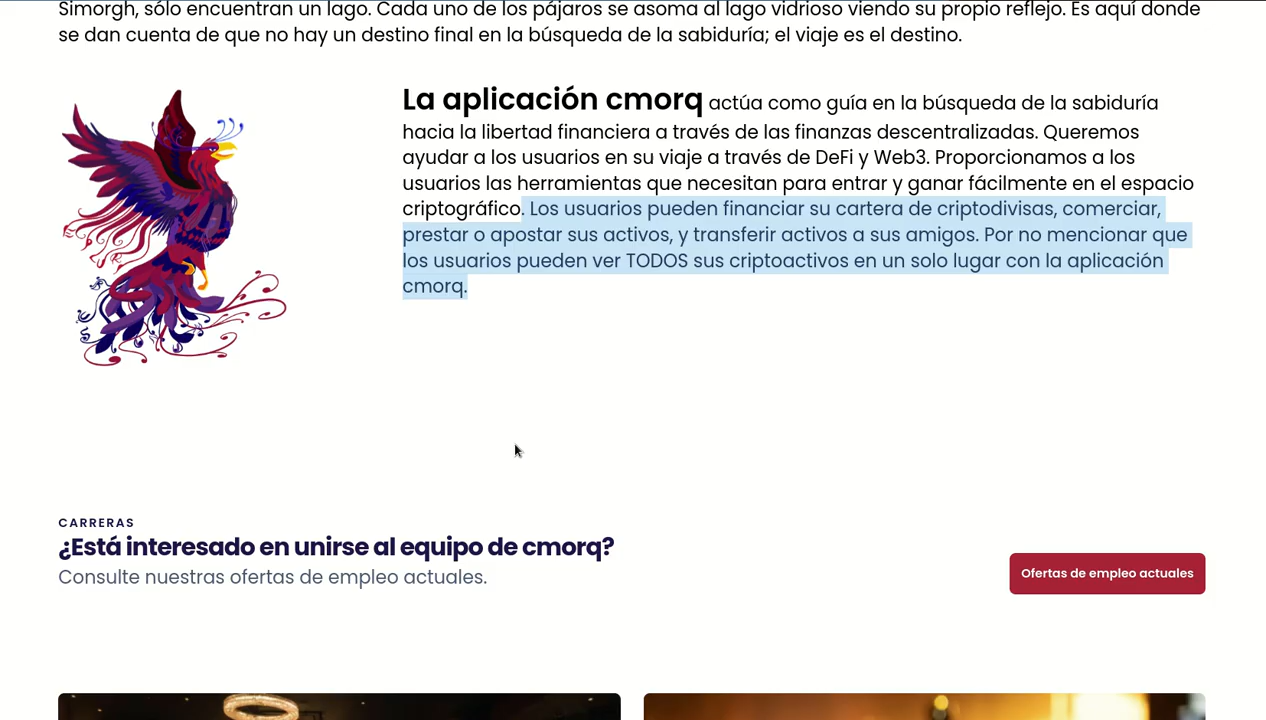 Simorgh, sólo encuentran un lago. Cada uno de los pájaros se asoma al lago vidrioso viendo su propio reflejo. Es aquí donde
se dan cuenta de que no hay un destino final en la búsqueda de la sabiduría; el viaje es el destino.
La aplicación cmorq actúa como guía en la búsqueda de la sabiduría
hacia la libertad financiera a través de las finanzas descentralizadas. Queremos
ayudar a los usuarios en su viaje a través de DeFi y Web3. Proporcionamos a los
usuarios las herramientas que necesitan para entrar y ganar fácilmente en el espacio
criptográfico. Los usuarios pueden financiar su cartera de criptodivisas, comerciar,
prestar o apostar sus activos, y transferir activos a sus amigos. Por no mencionar que
los usuarios pueden ver TODOS sus criptoactivos en un solo lugar con la aplicación
cmorq.
CARRERAS
¿Está interesado en unirse al equipo de cmorq?
Consulte nuestras ofertas de empleo actuales.
Ofertas de empleo actuales